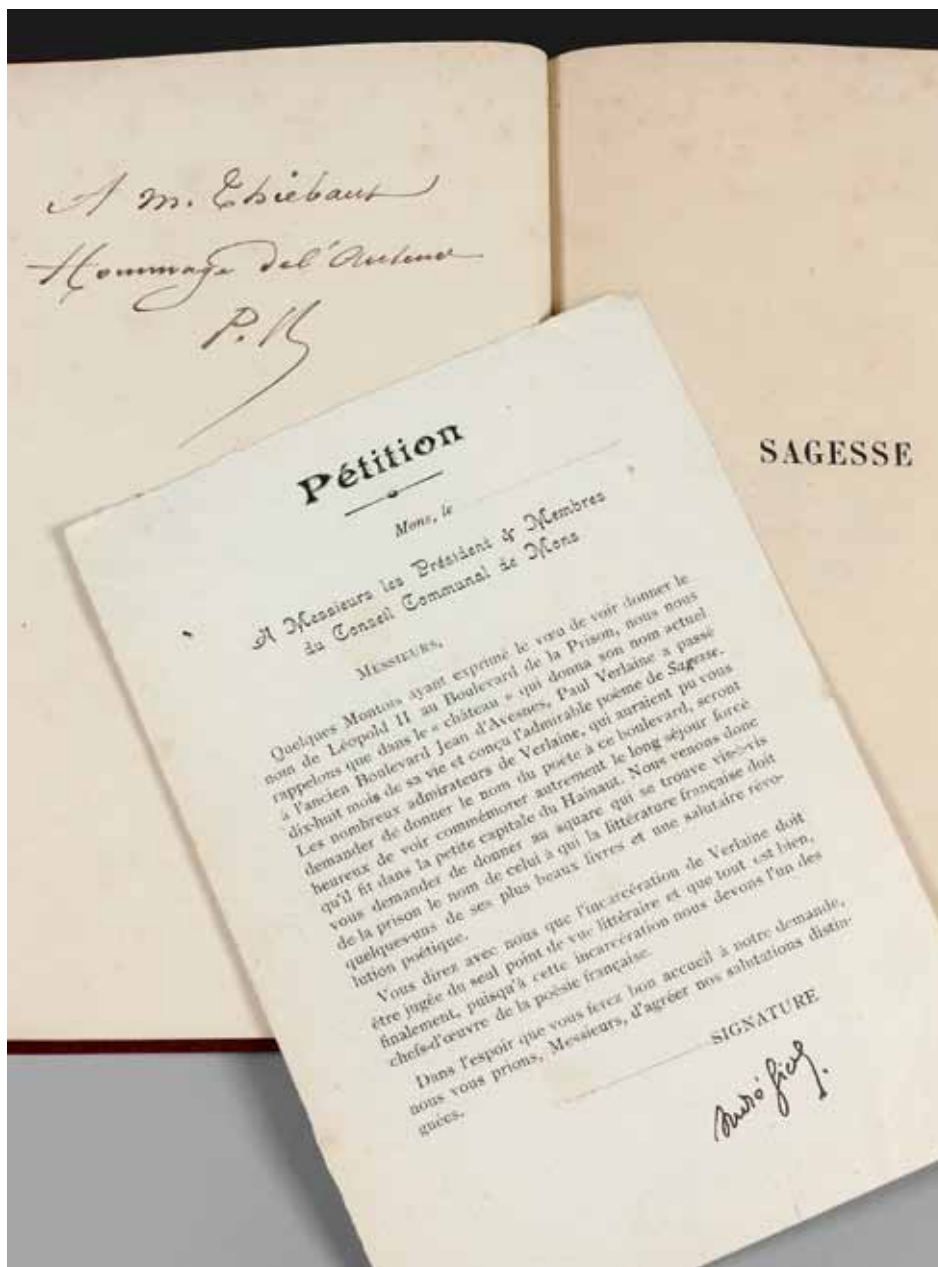 A M. Thiébaut
Hommage de l'Auteur
P. V
SAGESSE
Pétition
Mons, le
A Messieurs les Président & Membres
du Conseil Communal de Mons
MESSIEURS,
Quelques Montois ayant exprimé le vœu de voir donner le
nom de Léopold II au Boulevard de la Prison, nous nous
rappelons que dans le « château » qui donna son nom actuel
à l'ancien Boulevard Jean d'Avesnes, Paul Verlaine a passé
dix-huit mois de sa vie et conçu l'admirable poème de Sagesse.
Les nombreux admirateurs de Verlaine, qui auraient pu vous
demander de donner le nom du poète à ce boulevard, seront
heureux de voir commémorer autrement le long séjour forcé
qu'il fit dans la petite capitale du Hainaut. Nous venons donc
vous demander de donner au square qui se trouve vis-à-vis
de la prison le nom de celui à qui la littérature française doit
quelques-uns de ses plus beaux livres et une salutaire révo-
lution poétique.
Vous direz avec nous que l'incarcération de Verlaine doit
être jugée du seul point de vue littéraire et que tout est bien,
finalement, puisqu'à cette incarcération nous devons l'un des
chefs-d'œuvre de la poésie française.
Dans l'espoir que vous ferez bon accueil à notre demande,
nous vous prions, Messieurs, d'agréer nos salutations distin-
guées.
SIGNATURE
André Gide.